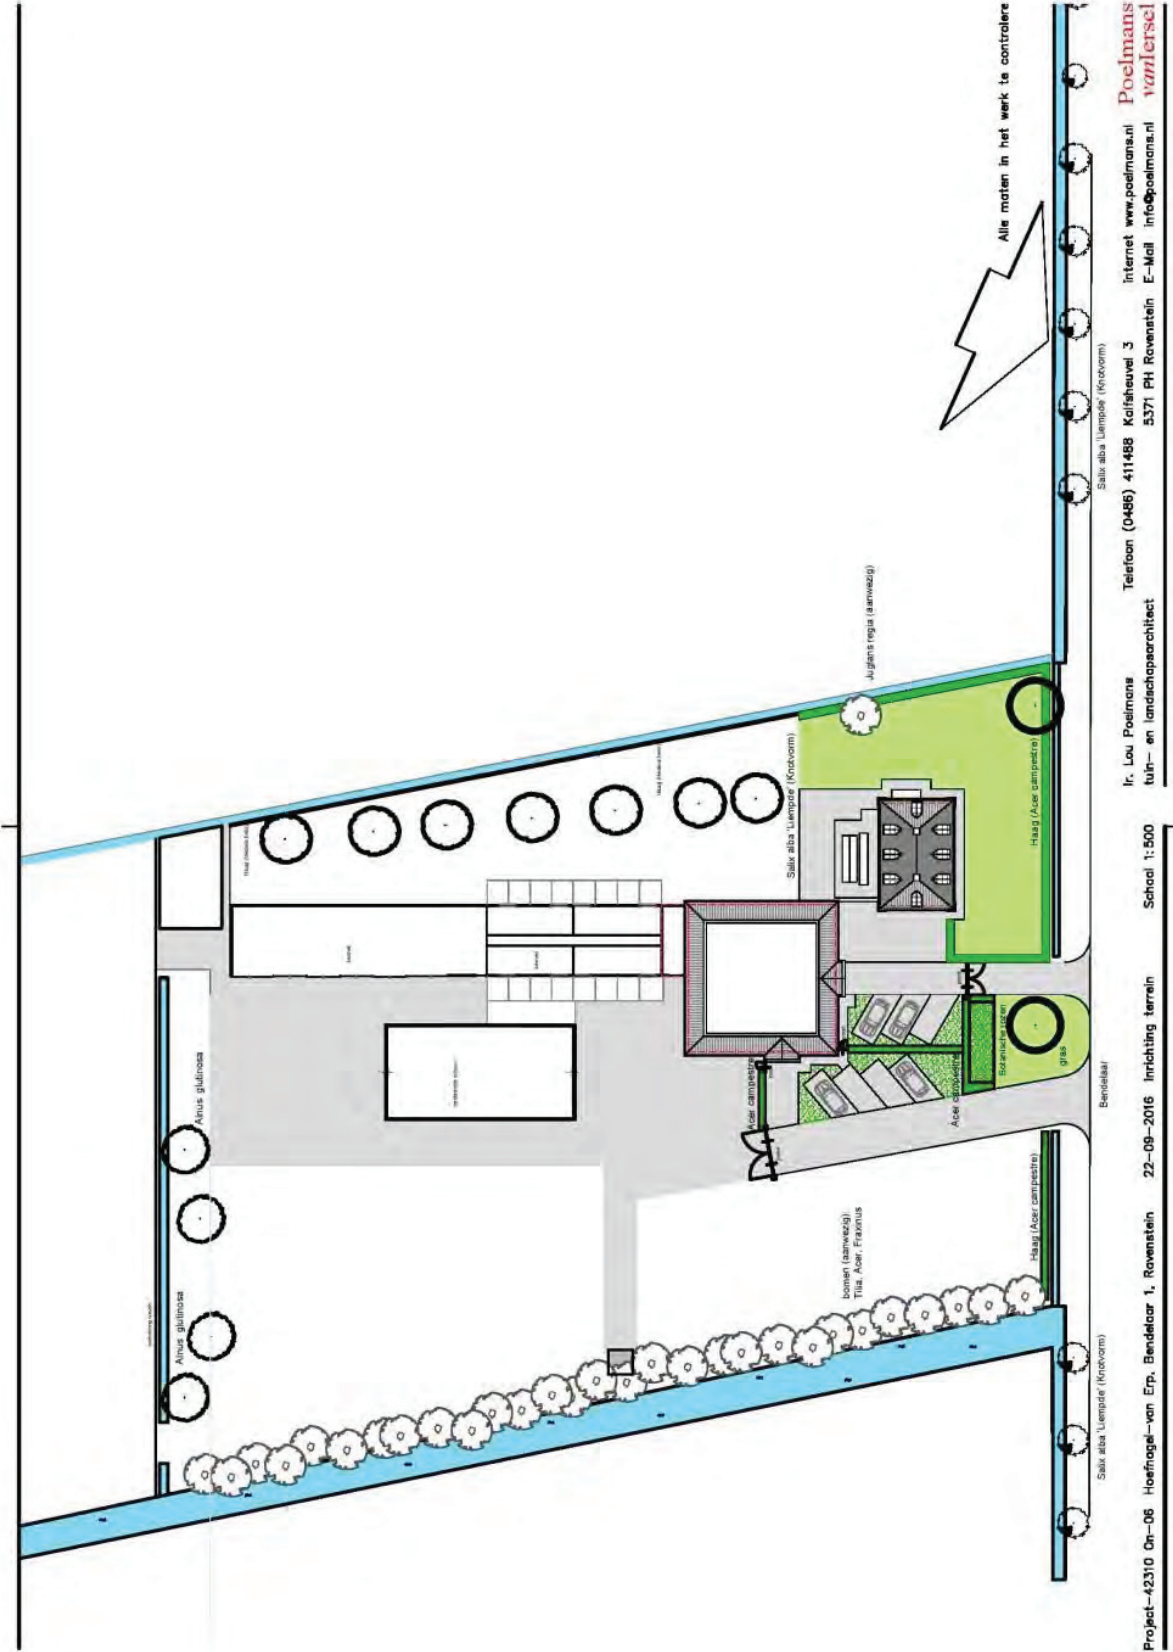 Alle maten in het werk te controlere
Salix alba 'Liempde' (Knotvorm)
Juglans regia (aanwezig)
Salix alba 'Liempde' (Knotvorm)
Haag (Acer campestre)
Alnus glutinosa
Alnus glutinosa
Acer campestre
Acer campestre
Botanische rozen
gras
Bendelaar
bomen (aanwezig)
Tilia, Acer, Fraxinus
Haag (Acer campestre)
Salix alba 'Liempde' (Knotvorm)
Ir. Lou Poelmans
Telefoon (0486) 411488
Kolfsheuvel 3
Internet www.poelmans.nl
Poelmans
tuin- en landschapsarchitect
5371 PH Ravenstein
E-Mail info@poelmans.nl
vanIersel
Project-42310 On-06 Hoefnagel-van Erp, Bendelaar 1, Ravenstein 22-09-2016 Inrichting terrein Schaal 1:500